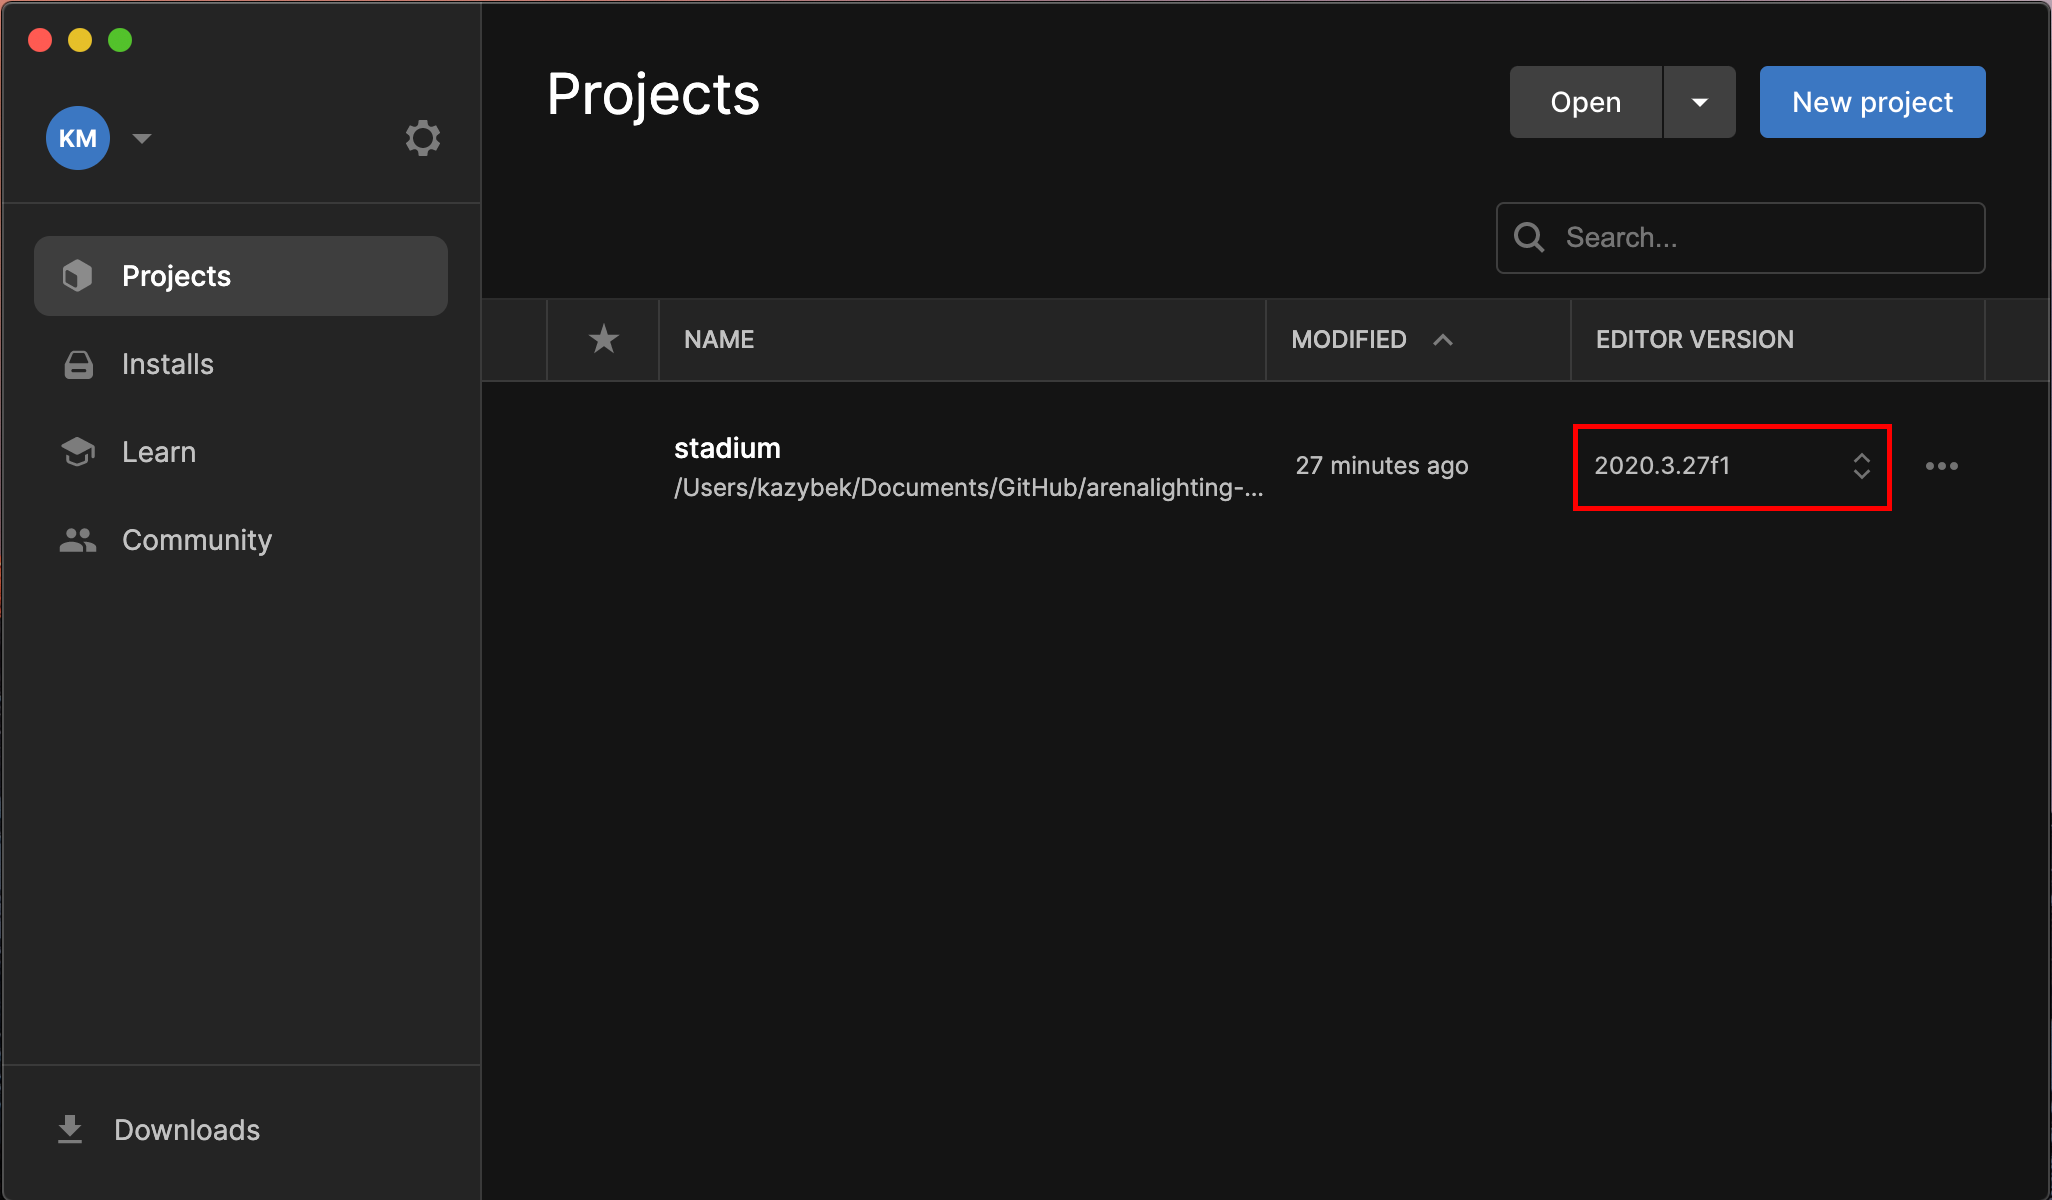 KM
Projects
Installs
Learn
Community
Downloads
Projects
Open
New project
Search...
NAME
MODIFIED
EDITOR VERSION
stadium
/Users/kazybek/Documents/GitHub/arenalighting-...
27 minutes ago
2020.3.27f1